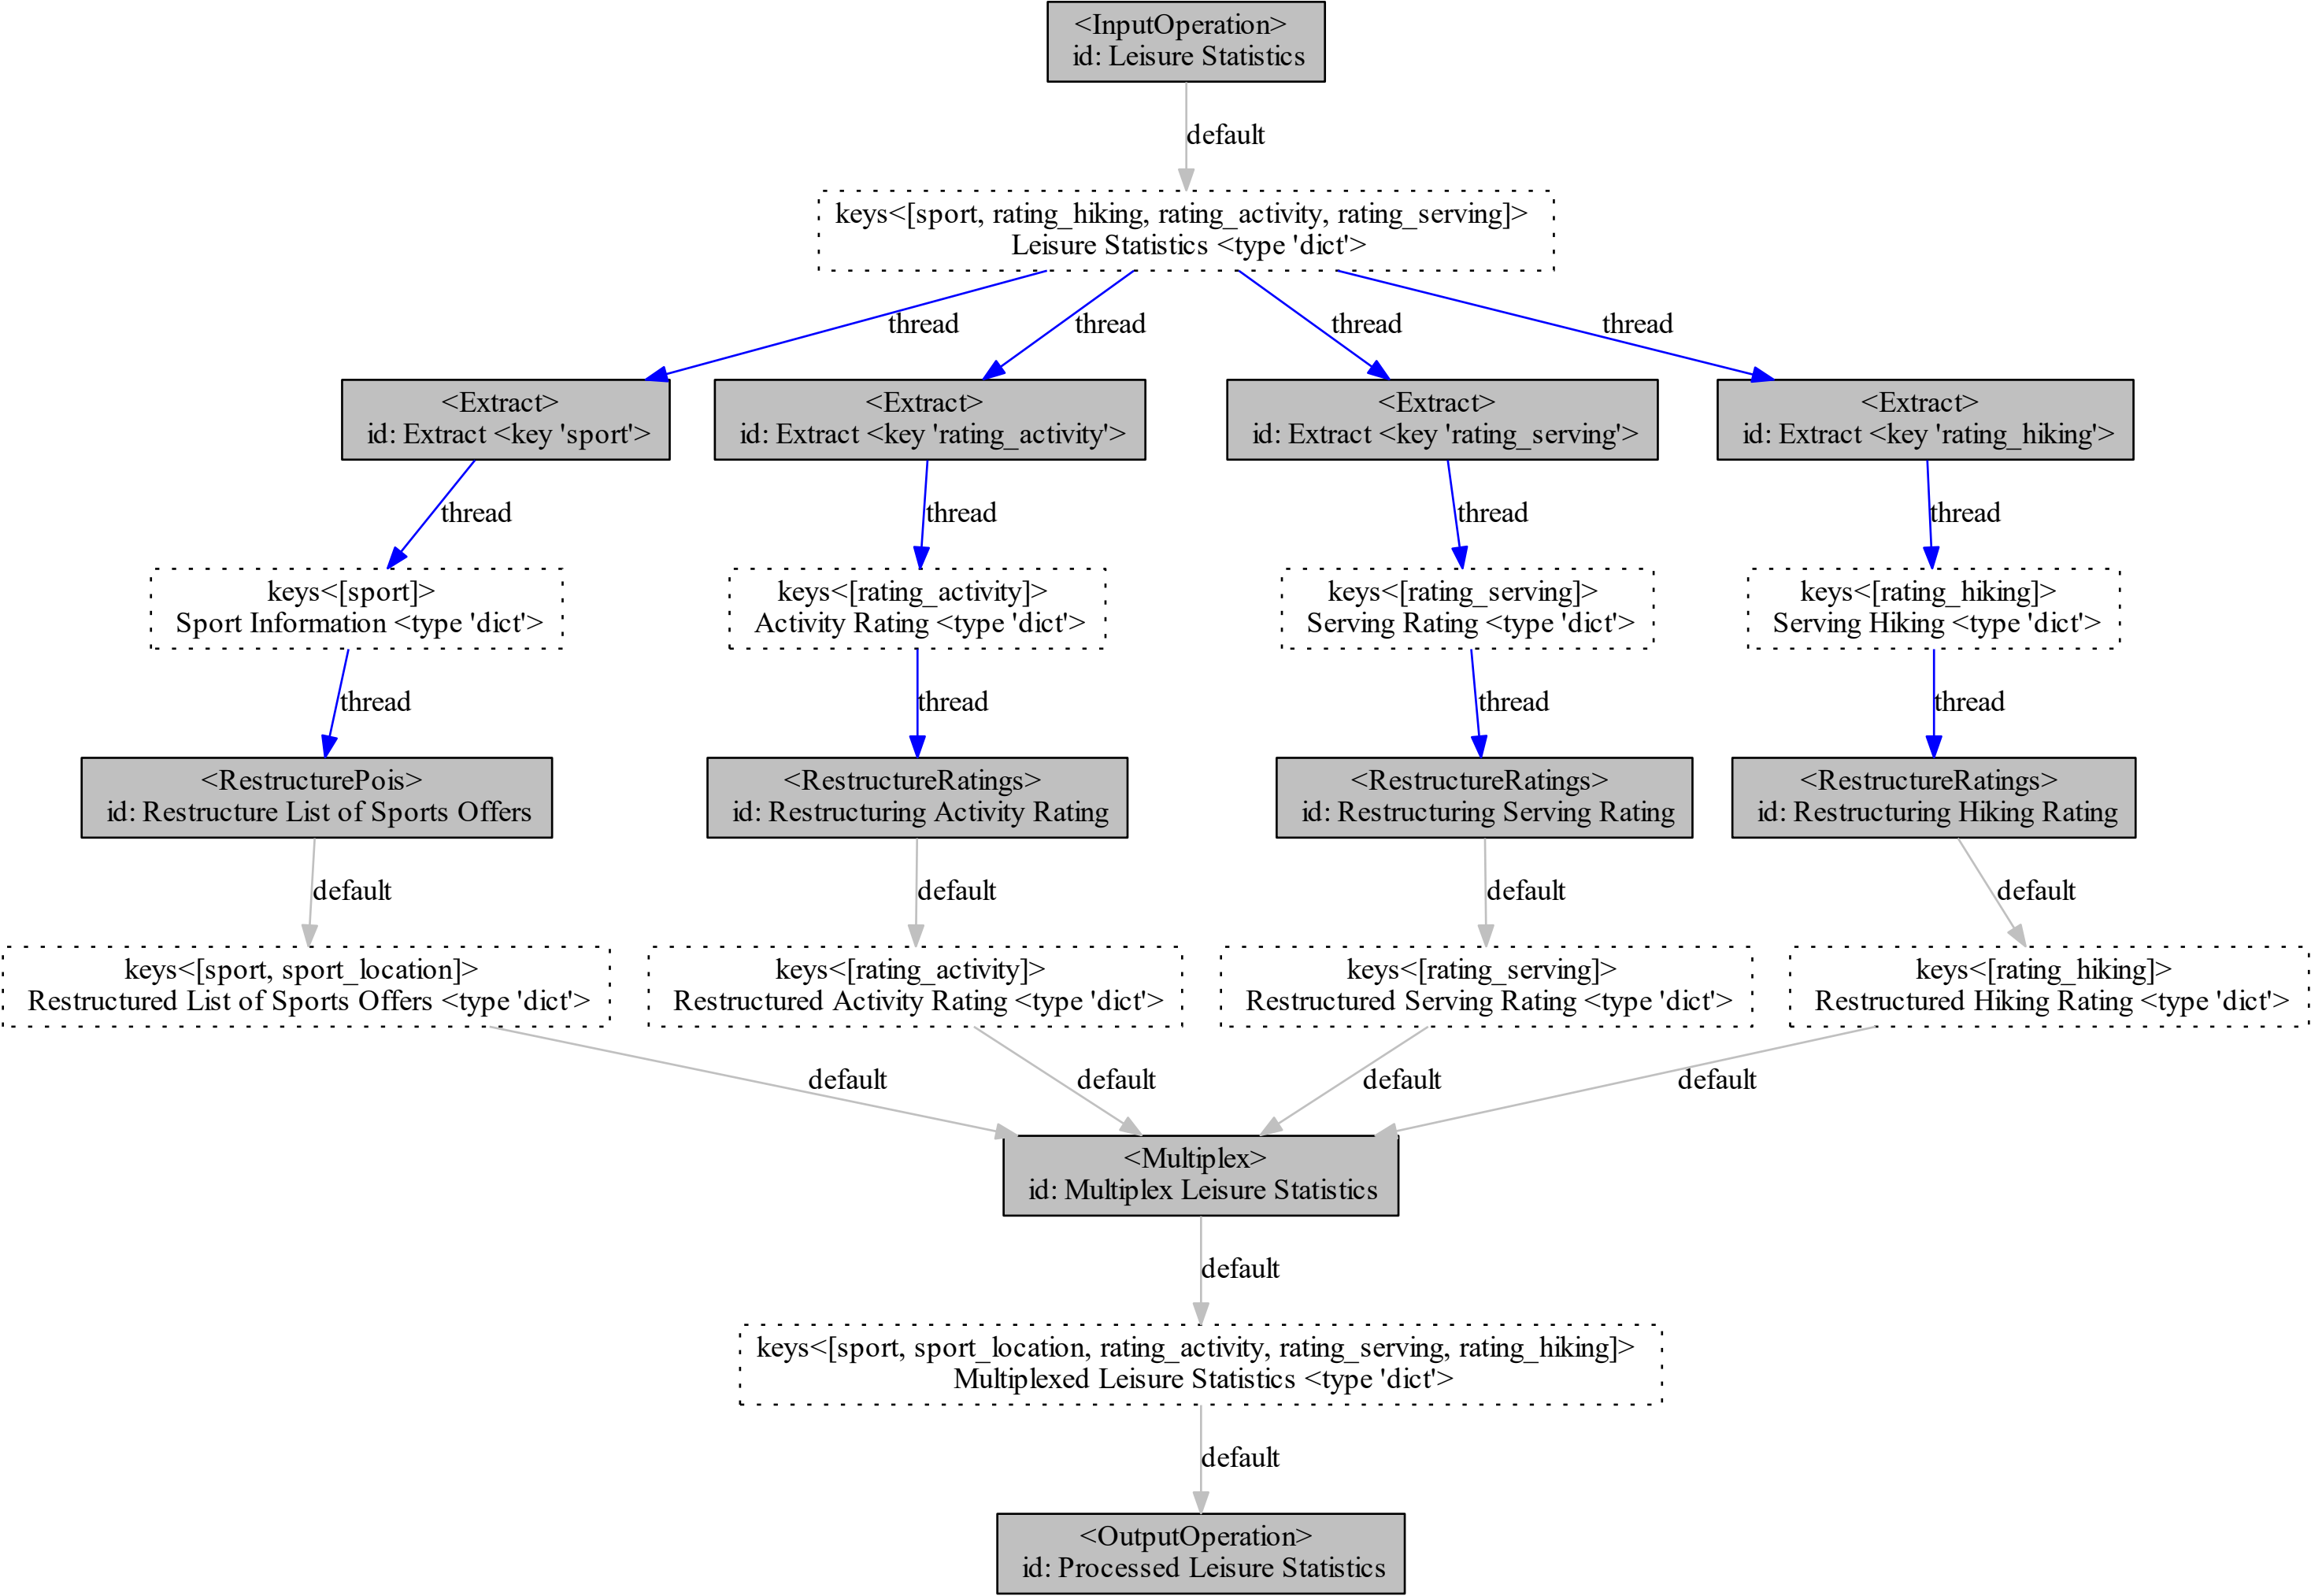 <InputOperation>
id: Leisure Statistics
default
keys<[sport, rating_hiking, rating_activity, rating_serving]>
Leisure Statistics <type 'dict'>
thread
thread
thread
thread
<Extract>
id: Extract <key 'sport'>
<Extract>
id: Extract <key 'rating_activity'>
<Extract>
id: Extract <key 'rating_serving'>
<Extract>
id: Extract <key 'rating_hiking'>
thread
thread
thread
thread
keys<[sport]>
Sport Information <type 'dict'>
keys<[rating_activity]>
Activity Rating <type 'dict'>
keys<[rating_serving]>
Serving Rating <type 'dict'>
keys<[rating_hiking]>
Serving Hiking <type 'dict'>
thread
thread
thread
thread
<RestructurePois>
id: Restructure List of Sports Offers
<RestructureRatings>
id: Restructuring Activity Rating
<RestructureRatings>
id: Restructuring Serving Rating
<RestructureRatings>
id: Restructuring Hiking Rating
default
default
default
default
keys<[sport, sport_location]>
Restructured List of Sports Offers <type 'dict'>
keys<[rating_activity]>
Restructured Activity Rating <type 'dict'>
keys<[rating_serving]>
Restructured Serving Rating <type 'dict'>
keys<[rating_hiking]>
Restructured Hiking Rating <type 'dict'>
default
default
default
default
<Multiplex>
id: Multiplex Leisure Statistics
default
keys<[sport, sport_location, rating_activity, rating_serving, rating_hiking]>
Multiplexed Leisure Statistics <type 'dict'>
default
<OutputOperation>
id: Processed Leisure Statistics